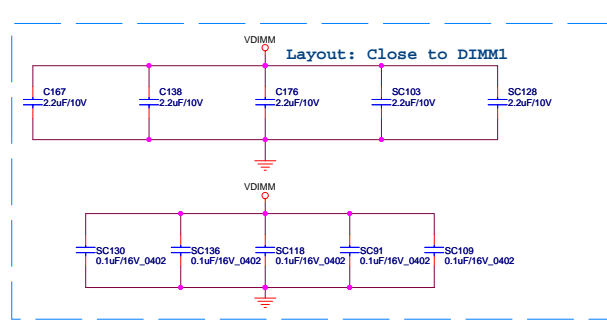 VDIMM
Layout: Close to DIMM1
C167
2.2uF/10V
C138
2.2uF/10V
C176
2.2uF/10V
SC103
2.2uF/10V
SC128
2.2uF/10V
VDIMM
SC130
0.1uF/16V_0402
SC136
0.1uF/16V_0402
SC118
0.1uF/16V_0402
SC91
0.1uF/16V_0402
SC109
0.1uF/16V_0402